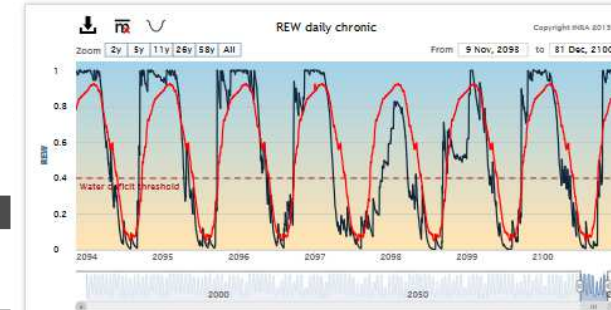 REW daily chronic
Copyright INRA 2013
Zoom 2y 5y 11y 26y 58y All
From 9 Nov, 2093 to 31 Dec, 2100
1
0.8
0.6
0.4
0.2
0
REW
Water deficit threshold
2094 2095 2096 2097 2098 2099 2100
2000 2050